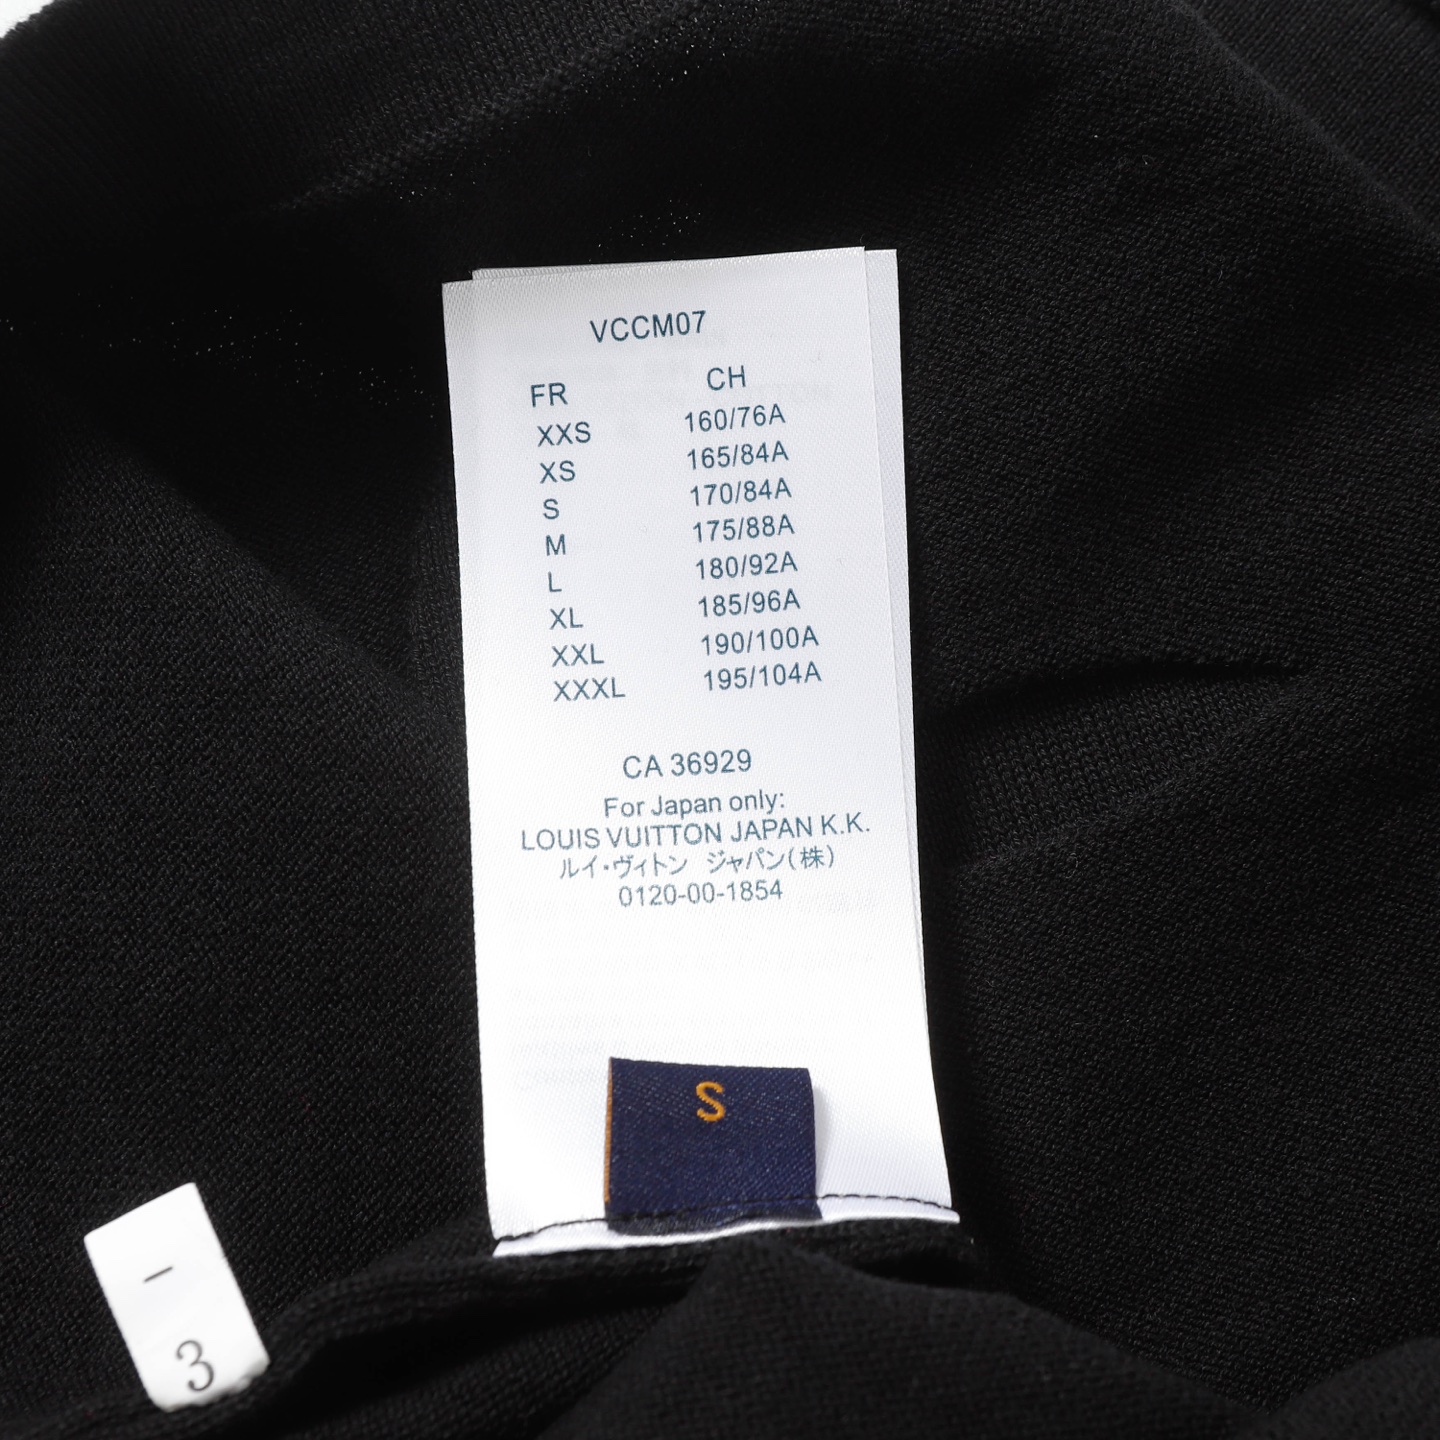 VCCM07
FR CH
XXS 160/76A
XS 165/84A
S 170/84A
M 175/88A
L 180/92A
XL 185/96A
XXL 190/100A
XXXL 195/104A
CA 36929
For Japan only:
LOUIS VUITTON JAPAN K.K.
ルイ・ヴィトン ジャパン(株)
0120-00-1854
S
I
3